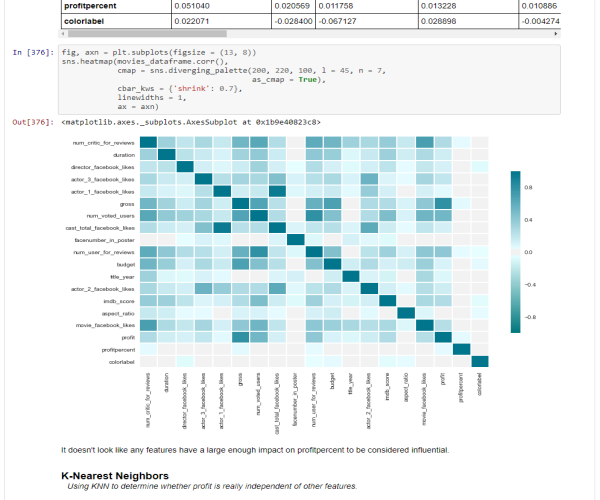 profitpercent 0.051040 0.020569 0.011758 0.013228 0.010886
colorlabel 0.022071 -0.028400 -0.067127 0.028898 -0.004274
In [376]: fig, axn = plt.subplots(figsize = (13, 8))
sns.heatmap(movies_dataframe.corr(),
cmap = sns.diverging_palette(200, 220, 100, l = 45, n = 7,
as_cmap = True),
cbar_kws = {'shrink': 0.7},
linewidths = 1,
ax = axn)
Out[376]: <matplotlib.axes._subplots.AxesSubplot at 0x1b9e40823c8>
num_critic_for_reviews
duration
director_facebook_likes
actor_3_facebook_likes
actor_1_facebook_likes
gross
num_voted_users
cast_total_facebook_likes
facenumber_in_poster
num_user_for_reviews
budget
title_year
actor_2_facebook_likes
imdb_score
aspect_ratio
movie_facebook_likes
profit
profitpercent
colorlabel
0.8
0.4
0.0
-0.4
-0.8
num_critic_for_reviews
duration
director_facebook_likes
actor_3_facebook_likes
actor_1_facebook_likes
gross
num_voted_users
cast_total_facebook_likes
facenumber_in_poster
num_user_for_reviews
budget
title_year
actor_2_facebook_likes
imdb_score
aspect_ratio
movie_facebook_likes
profit
profitpercent
colorlabel
It doesn't look like any features have a large enough impact on profitpercent to be considered influential.
K-Nearest Neighbors
Using KNN to determine whether profit is really independent of other features.